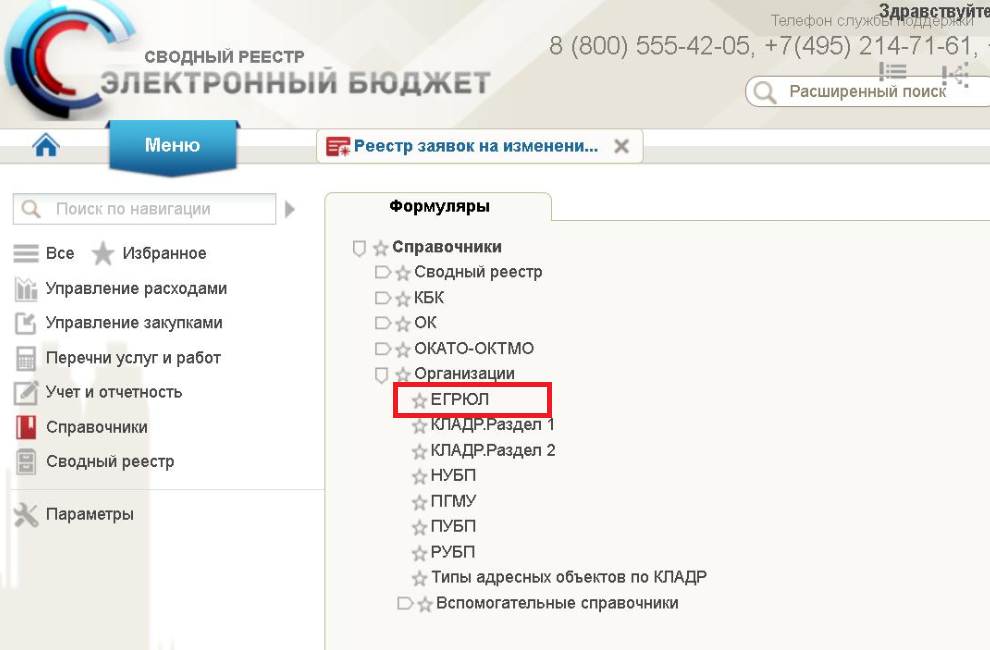 Здравствуйте
Телефон службы поддержки
СВОДНЫЙ РЕЕСТР
8 (800) 555-42-05, +7(495) 214-71-61,
ЭЛЕКТРОННЫЙ БЮДЖЕТ
Расширенный поиск
Меню
Реестр заявок на изменени...
Поиск по навигации
Все Избранное
Управление расходами
Управление закупками
Перечни услуг и работ
Учет и отчетность
Справочники
Сводный реестр
Параметры
Формуляры
Справочники
Сводный реестр
КБК
ОК
ОКАТО-ОКТМО
Организации
ЕГРЮЛ
КЛАДР.Раздел 1
КЛАДР.Раздел 2
НУБП
ПГМУ
ПУБП
РУБП
Типы адресных объектов по КЛАДР
Вспомогательные справочники